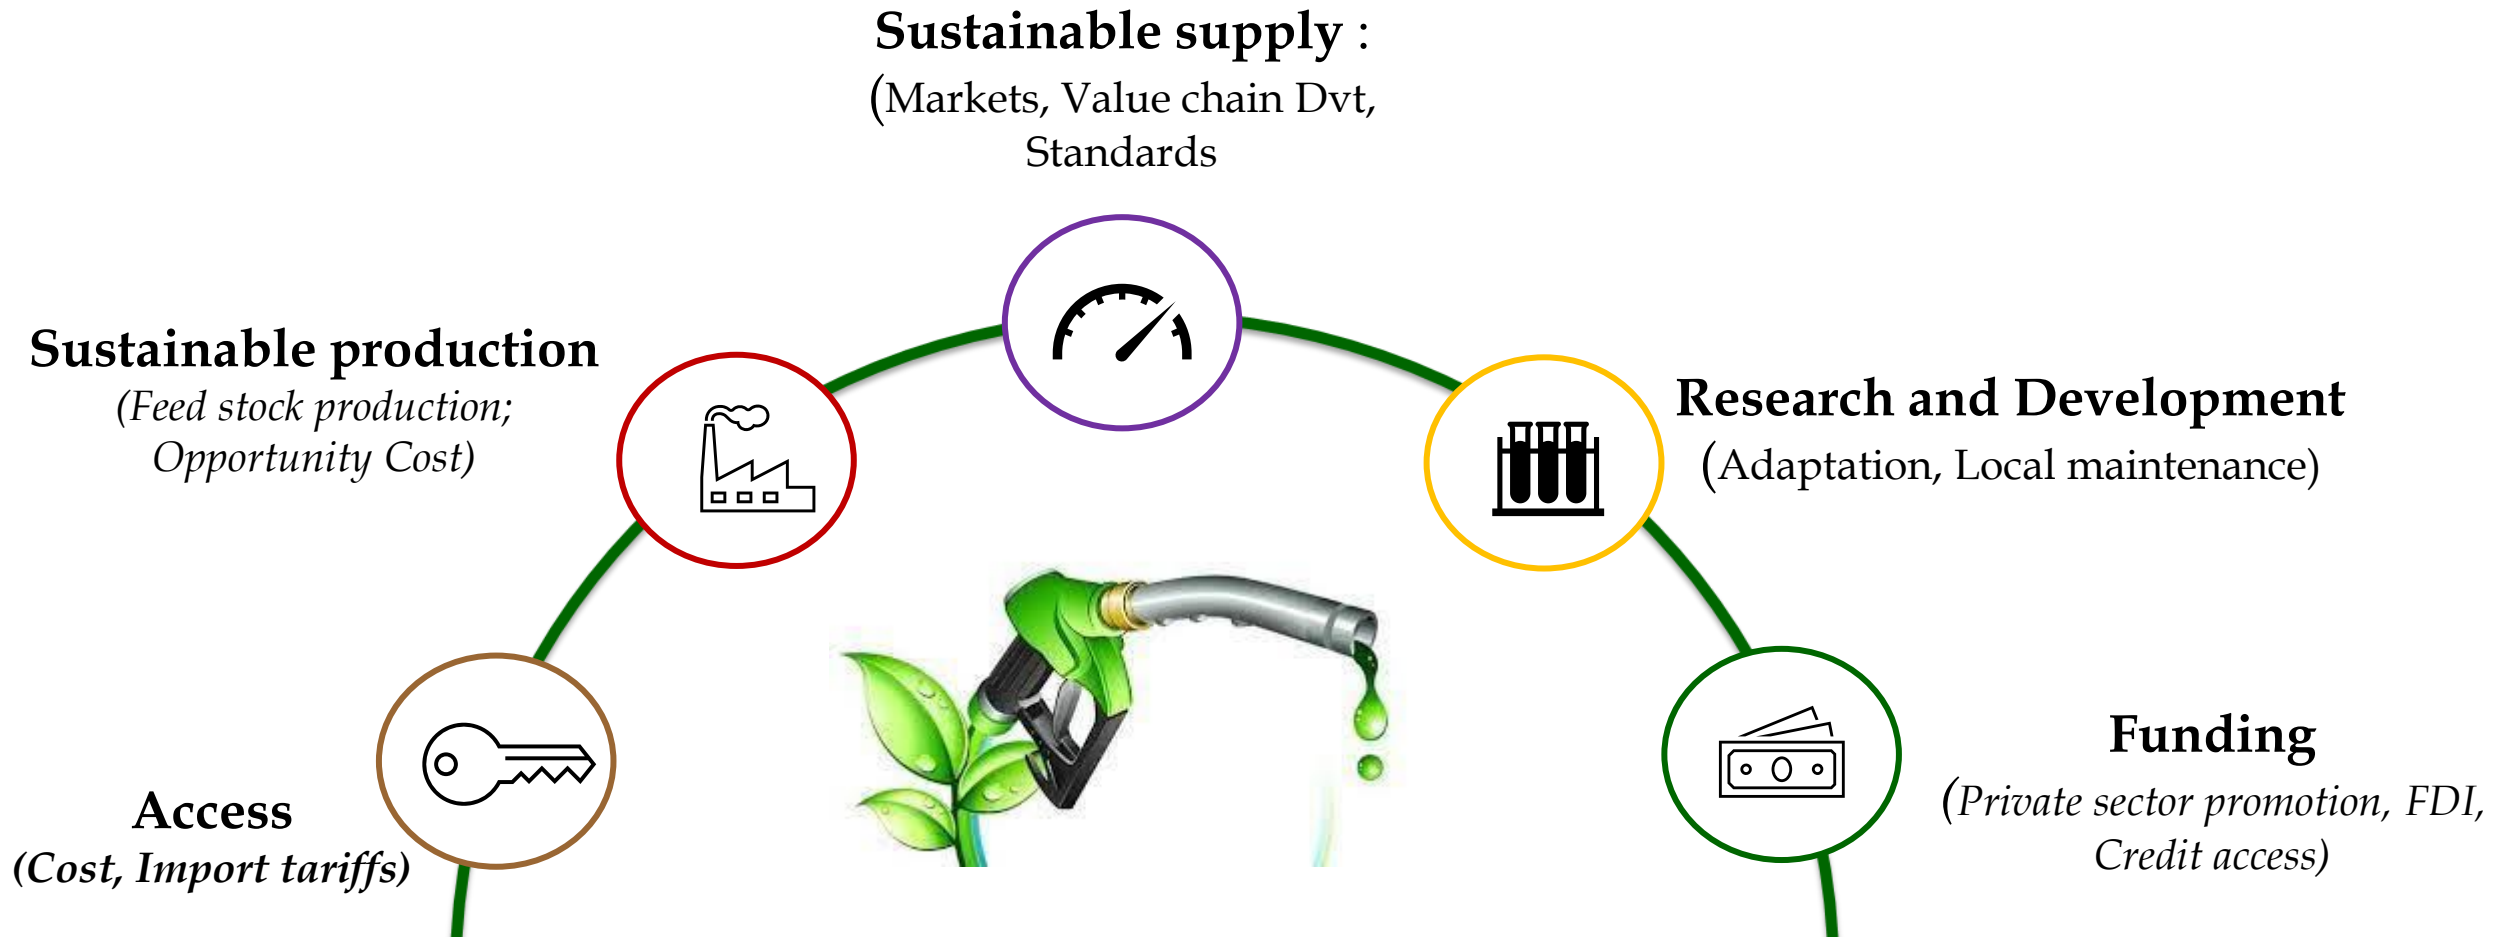 Sustainable supply :
(Markets, Value chain Dvt,
Standards
Sustainable production
(Feed stock production;
Opportunity Cost)
Research and Development
(Adaptation, Local maintenance)
Access
(Cost, Import tariffs)
Funding
(Private sector promotion, FDI,
Credit access)